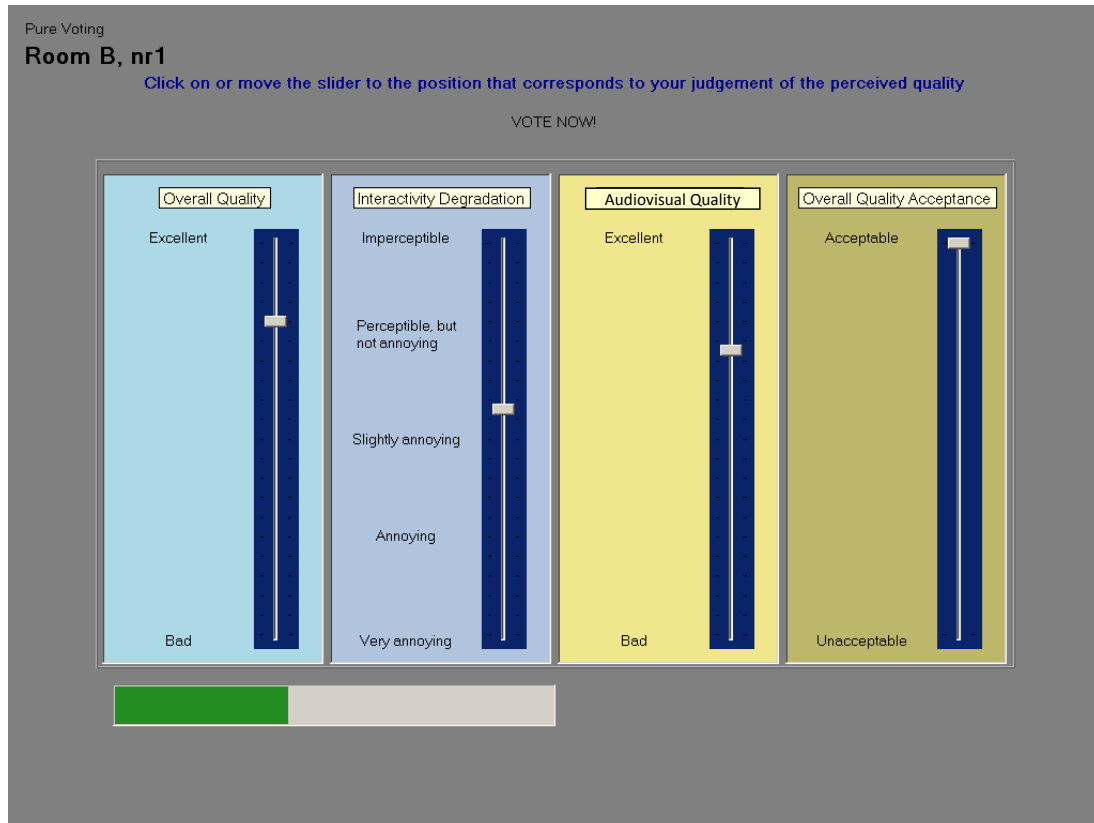 Pure Voting
Room B, nr1
Click on or move the slider to the position that corresponds to your judgement of the perceived quality
VOTE NOW!
Overall Quality
Excellent
Bad
Interactivity Degradation
Imperceptible
Perceptible, but
not annoying
Slightly annoying
Annoying
Very annoying
Audiovisual Quality
Excellent
Bad
Overall Quality Acceptance
Acceptable
Unacceptable